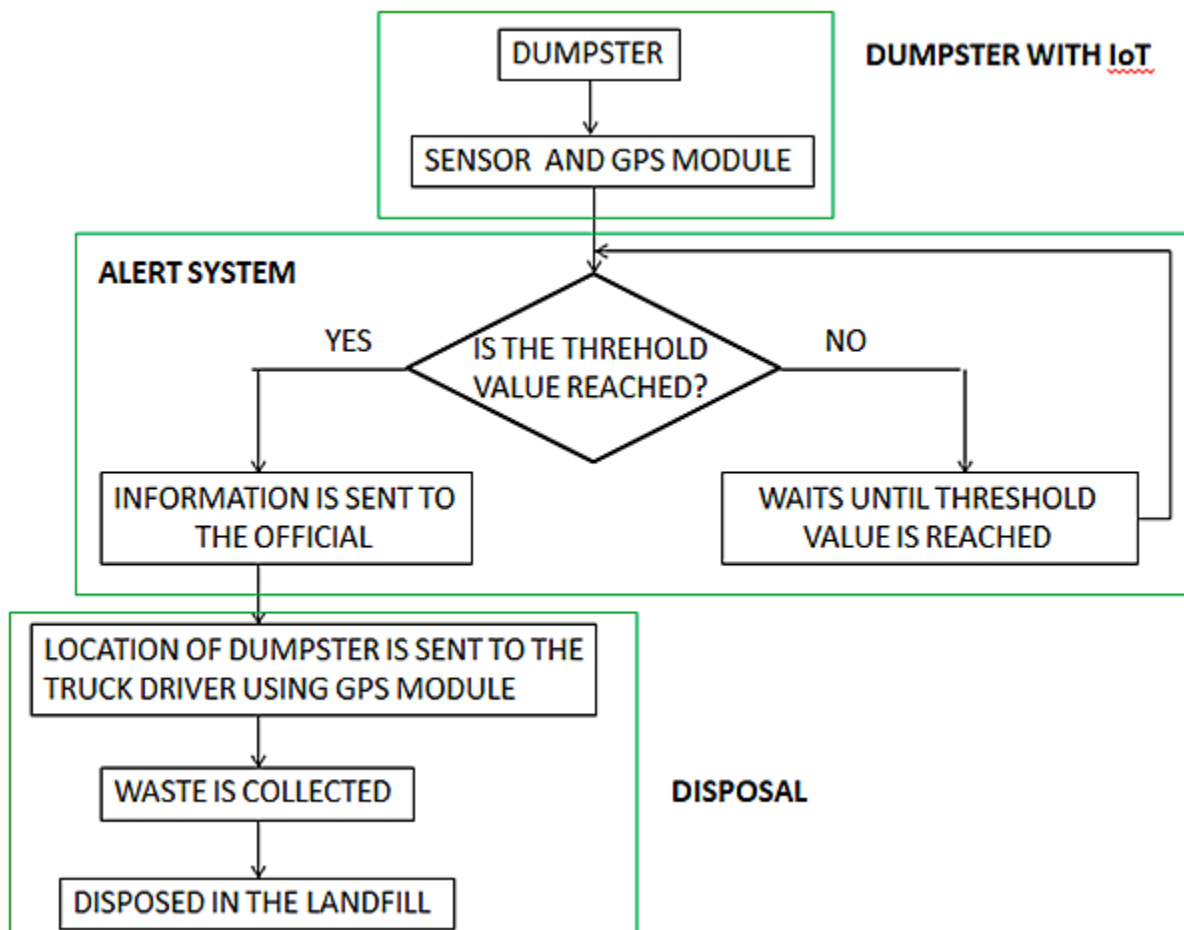 DUMPSTER
DUMPSTER WITH IoT
SENSOR AND GPS MODULE
ALERT SYSTEM
YES
NO
IS THE THREHOLD
VALUE REACHED?
INFORMATION IS SENT TO
THE OFFICIAL
WAITS UNTIL THRESHOLD
VALUE IS REACHED
LOCATION OF DUMPSTER IS SENT TO THE
TRUCK DRIVER USING GPS MODULE
WASTE IS COLLECTED
DISPOSAL
DISPOSED IN THE LANDFILL